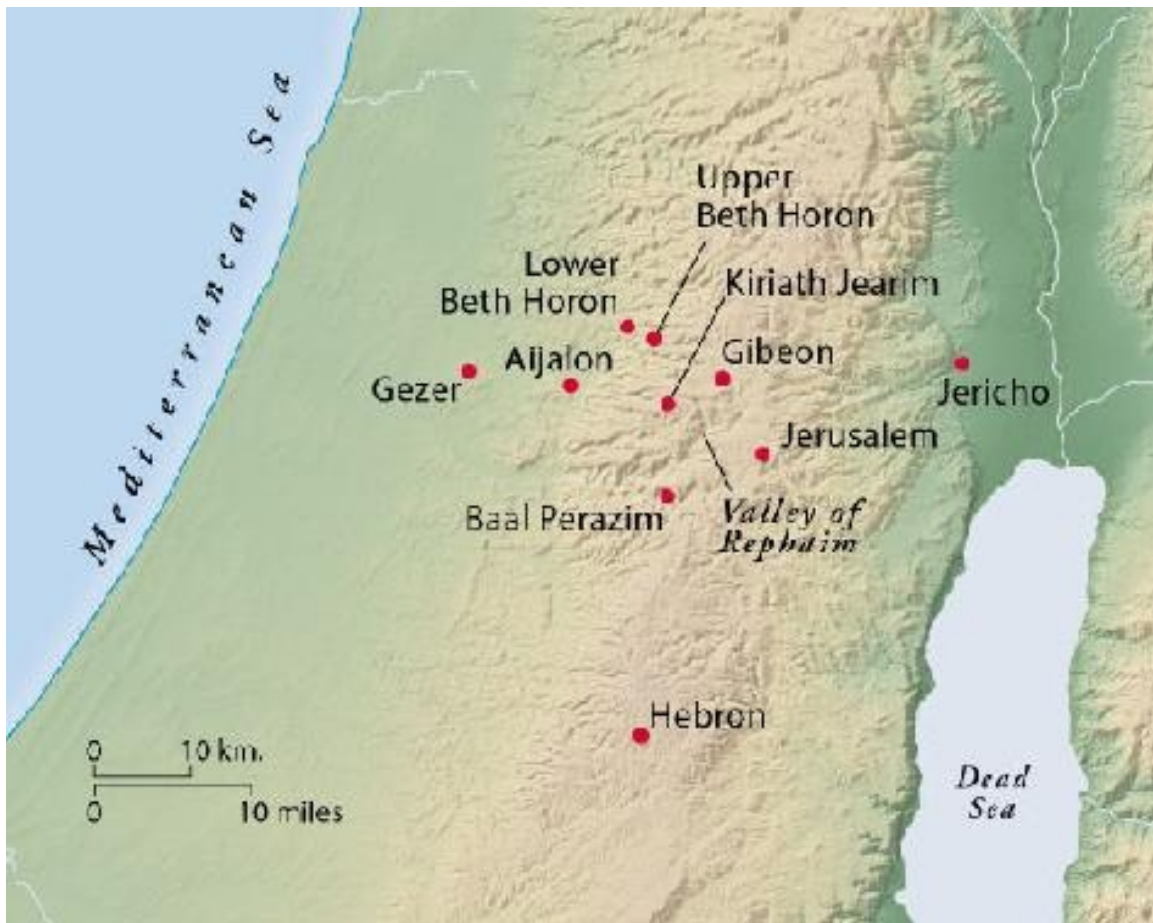 Mediterranean Sea
Upper
Beth Horon
Lower
Beth Horon
Kiriath Jearim
Aijalon
Gibeon
Gezer
Jericho
Jerusalem
Baal Perazim
Valley of
Rephaim
Hebron
0 10 km.
0 10 miles
Dead
Sea